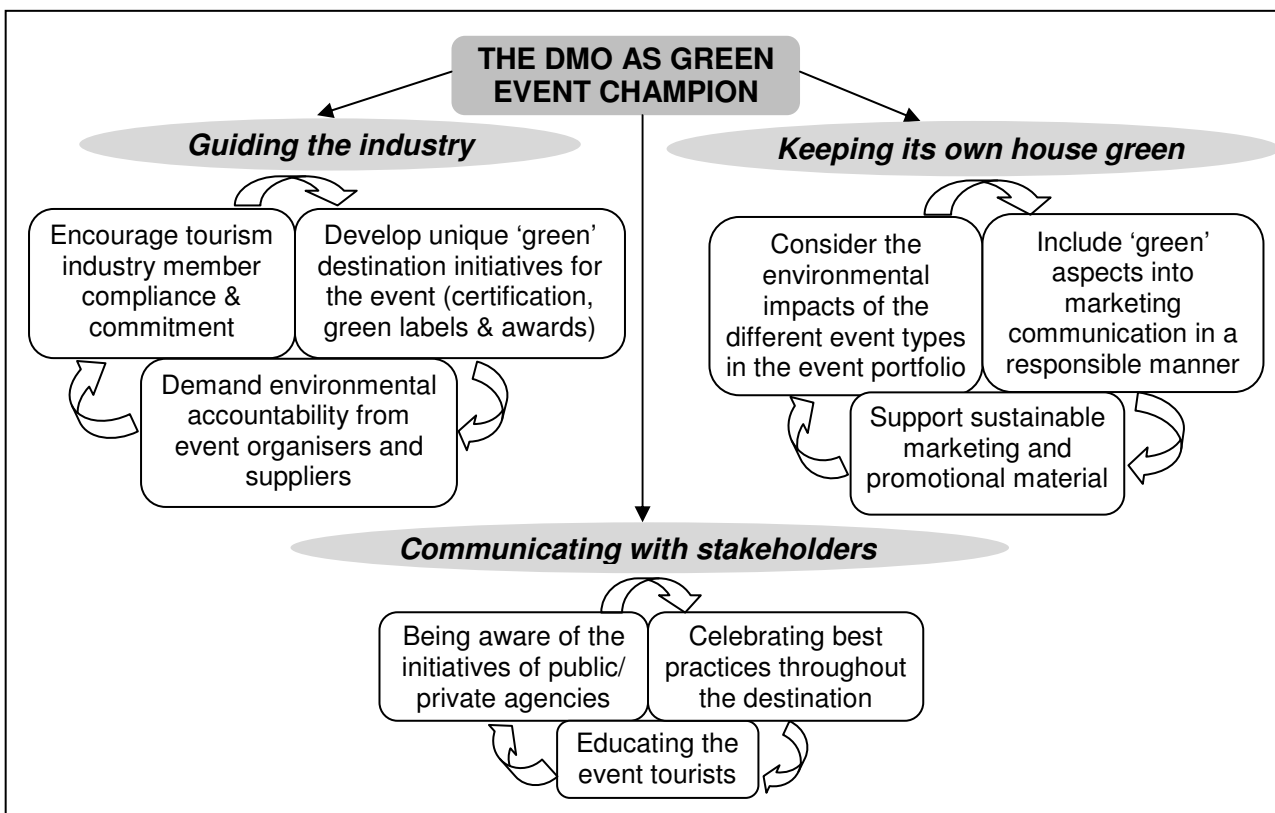 THE DMO AS GREEN
EVENT CHAMPION
Guiding the industry
Encourage tourism
industry member
compliance &
commitment
Develop unique ‘green’
destination initiatives for
the event (certification,
green labels & awards)
Demand environmental
accountability from
event organisers and
suppliers
Keeping its own house green
Consider the
environmental
impacts of the
different event types
in the event portfolio
Include ‘green’
aspects into
marketing
communication in a
responsible manner
Support sustainable
marketing and
promotional material
Communicating with stakeholders
Being aware of the
initiatives of public/
private agencies
Celebrating best
practices throughout
the destination
Educating the
event tourists